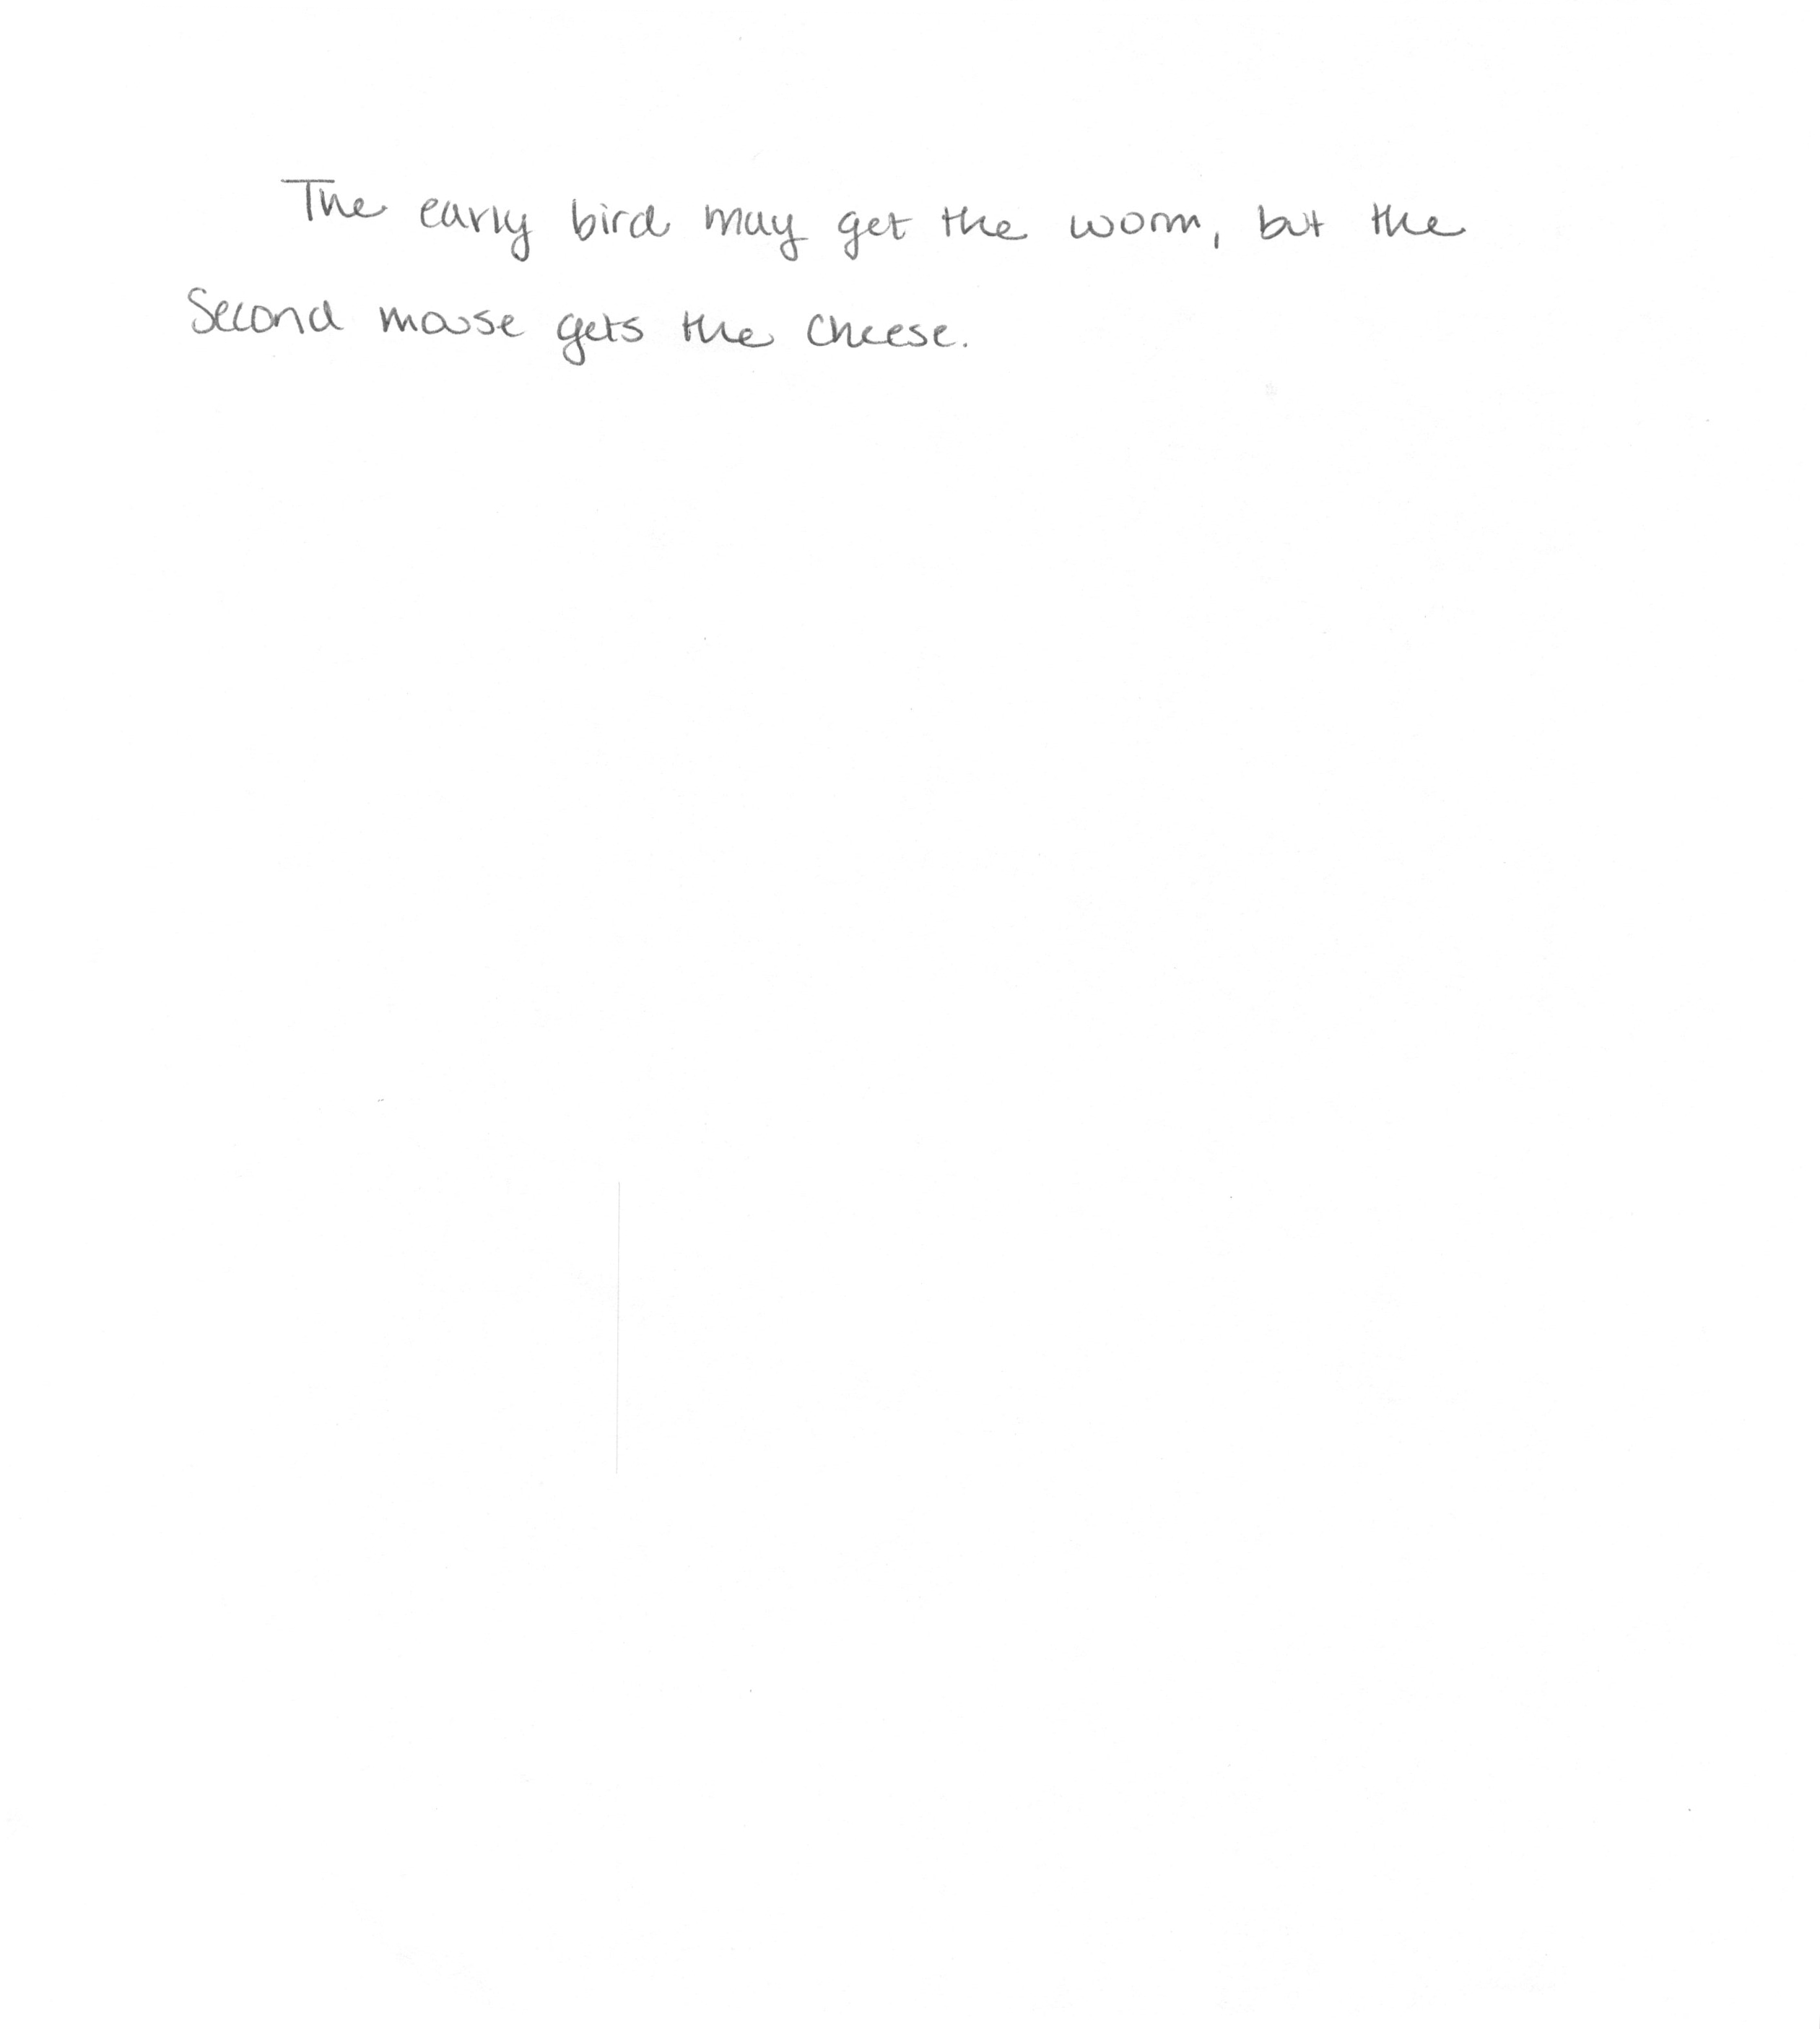 The early bird may get the worm, but the
Second mouse gets the cheese.